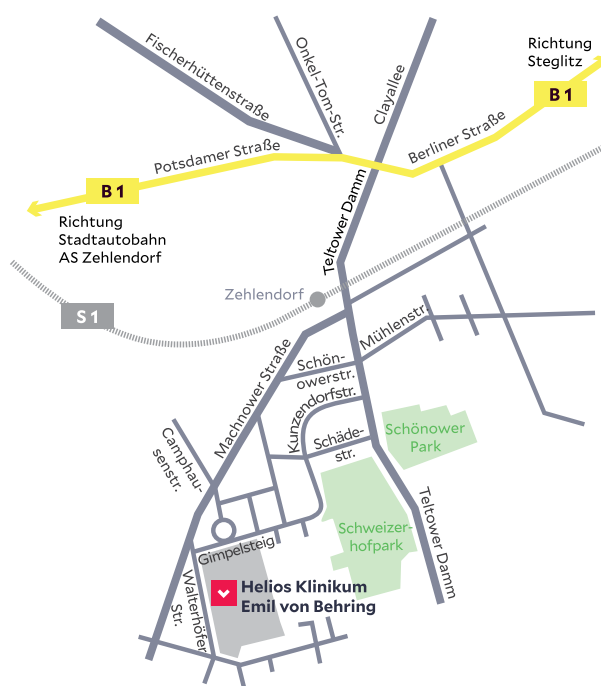 Richtung
Steglitz
B 1
Fischerhüttenstraße
Onkel-Tom-Str.
Clayallee
Potsdamer Straße
Berliner Straße
B 1
Richtung
Stadtautobahn
AS Zehlendorf
Teltower Damm
Zehlendorf
S 1
Machnower Straße
Mühlenstr.
Schön-
owerstr.
Kunzendorfstr.
Schäde-
str.
Schönower
Park
Camphau-
senstr.
Schweizer-
hofpark
Teltower Damm
Gimpelsteig
Walterhöfer
Str.
Helios Klinikum
Emil von Behring